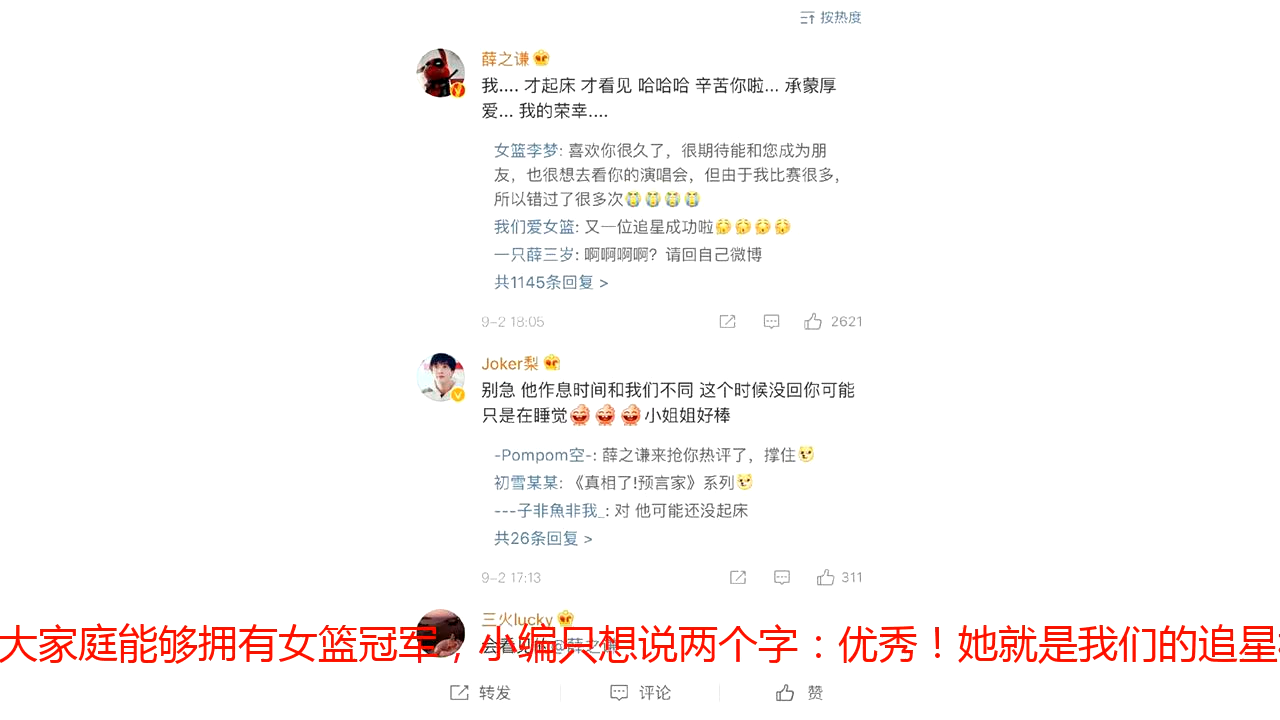 按热度
薛之谦
我.... 才起床 才看见 哈哈哈 辛苦你啦... 承蒙厚
爱... 我的荣幸....
女篮李梦: 喜欢你很久了，很期待能和您成为朋
友，也很想去看你的演唱会，但由于我比赛很多，
所以错过了很多次
我们爱女篮: 又一位追星成功啦
一只薛三岁: 啊啊啊啊？请回自己微博
共1145条回复 >
9-2 18:05
2621
Joker梨
别急 他作息时间和我们不同 这个时候没回你可能
只是在睡觉 小姐姐好棒
-Pompom空-: 薛之谦来抢你热评了，撑住
初雪某某: 《真相了!预言家》系列
---子非魚非我_: 对 他可能还没起床
共26条回复 >
9-2 17:13
311
三火lucky
会看见的@薛之谦
大家庭能够拥有女篮冠军，小编只想说两个字：优秀！她就是我们的追星
转发
评论
赞